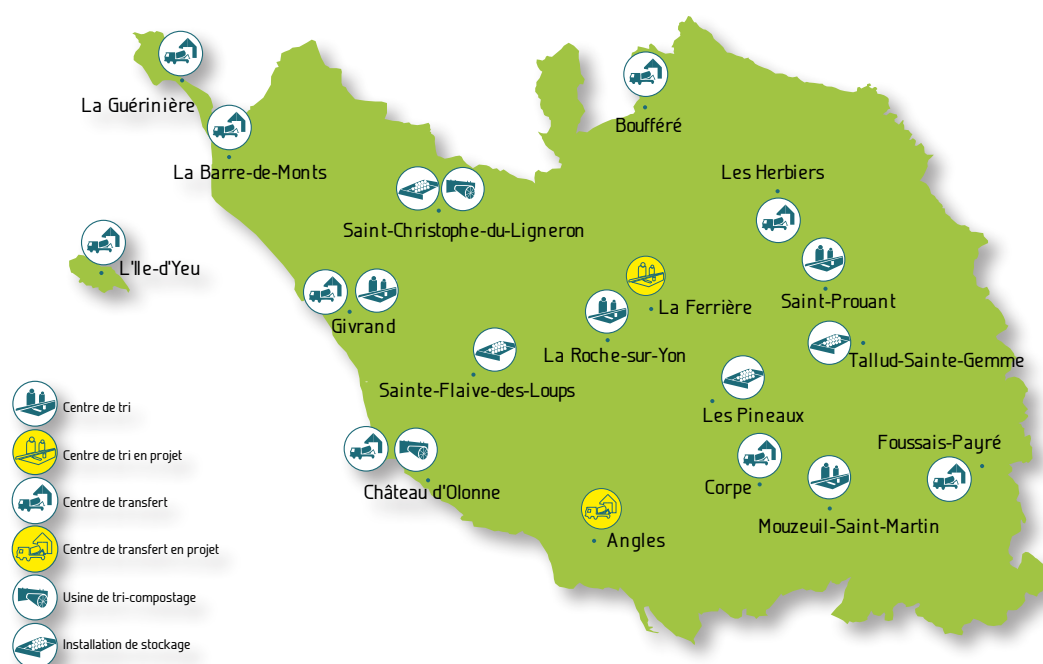 La Guérinière
Boufféré
La Barre-de-Monts
Les Herbiers
Saint-Christophe-du-Ligneron
L'Ile-d'Yeu
Saint-Prouant
La Ferrière
Givrand
La Roche-sur-Yon
Tallud-Sainte-Gemme
Sainte-Flaive-des-Loups
Les Pineaux
Foussais-Payré
Corpe
Château d'Olonne
Mouzeuil-Saint-Martin
Angles
Centre de tri
Centre de tri en projet
Centre de transfert
Centre de transfert en projet
Usine de tri-compostage
Installation de stockage